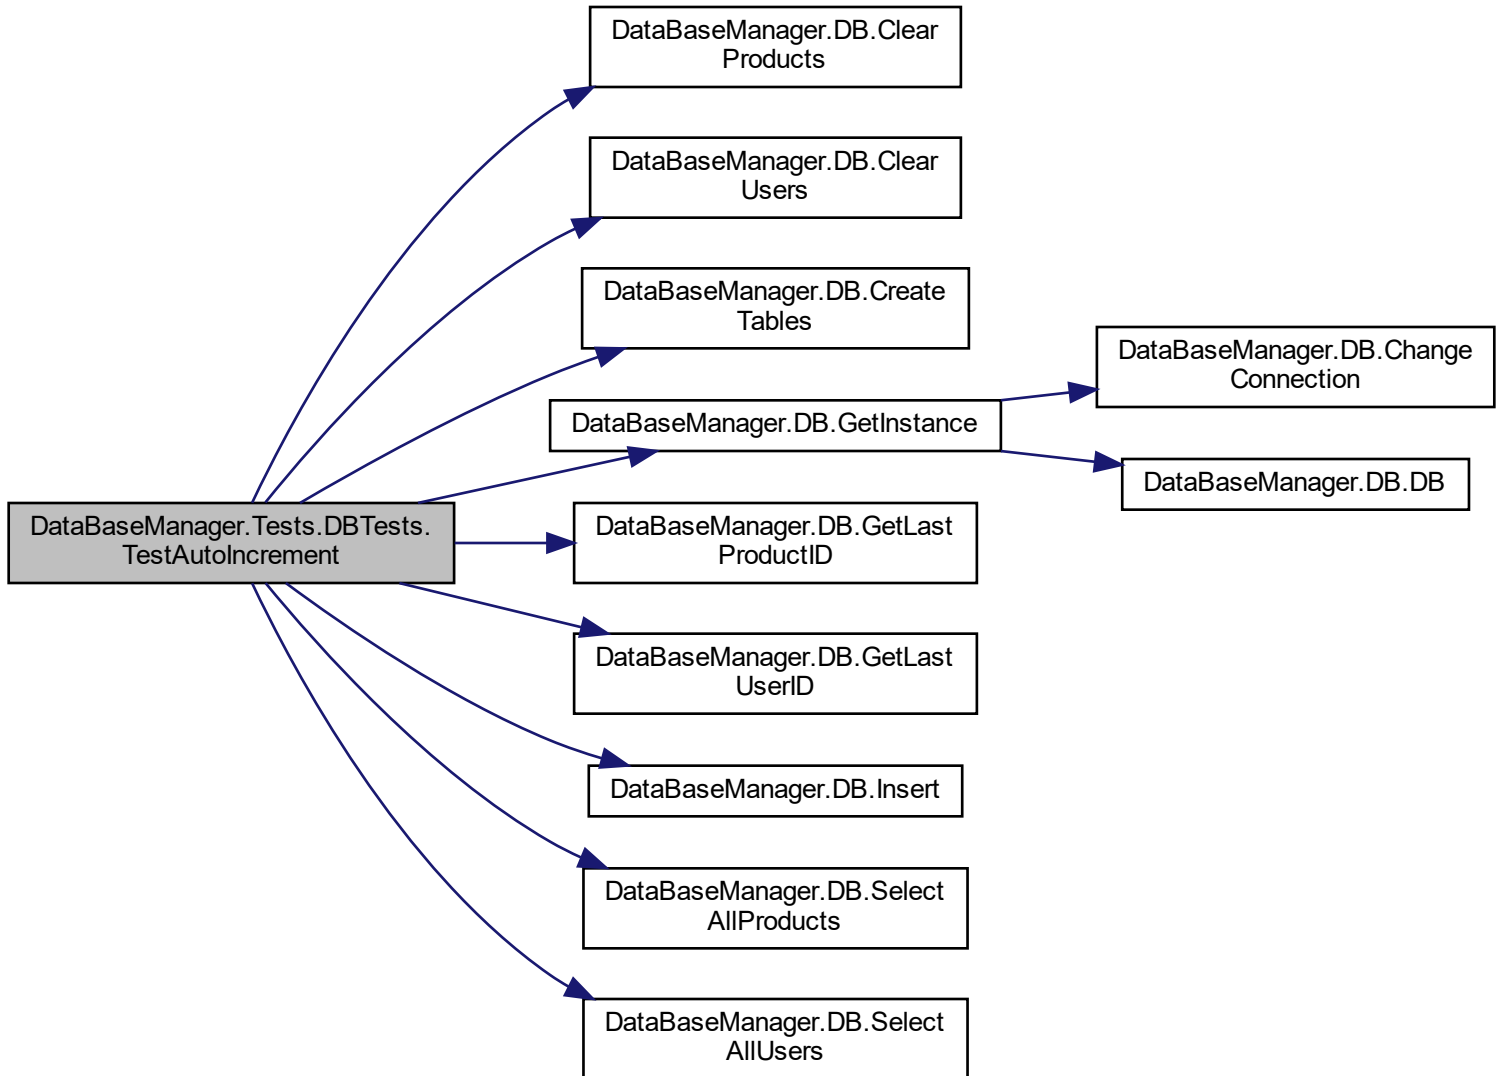 DataBaseManager.DB.Clear
Products
DataBaseManager.DB.Clear
Users
DataBaseManager.DB.Create
Tables
DataBaseManager.DB.Change
Connection
DataBaseManager.DB.GetInstance
DataBaseManager.DB.DB
DataBaseManager.Tests.DBTests.
TestAutoIncrement
DataBaseManager.DB.GetLast
ProductID
DataBaseManager.DB.GetLast
UserID
DataBaseManager.DB.Insert
DataBaseManager.DB.Select
AllProducts
DataBaseManager.DB.Select
AllUsers